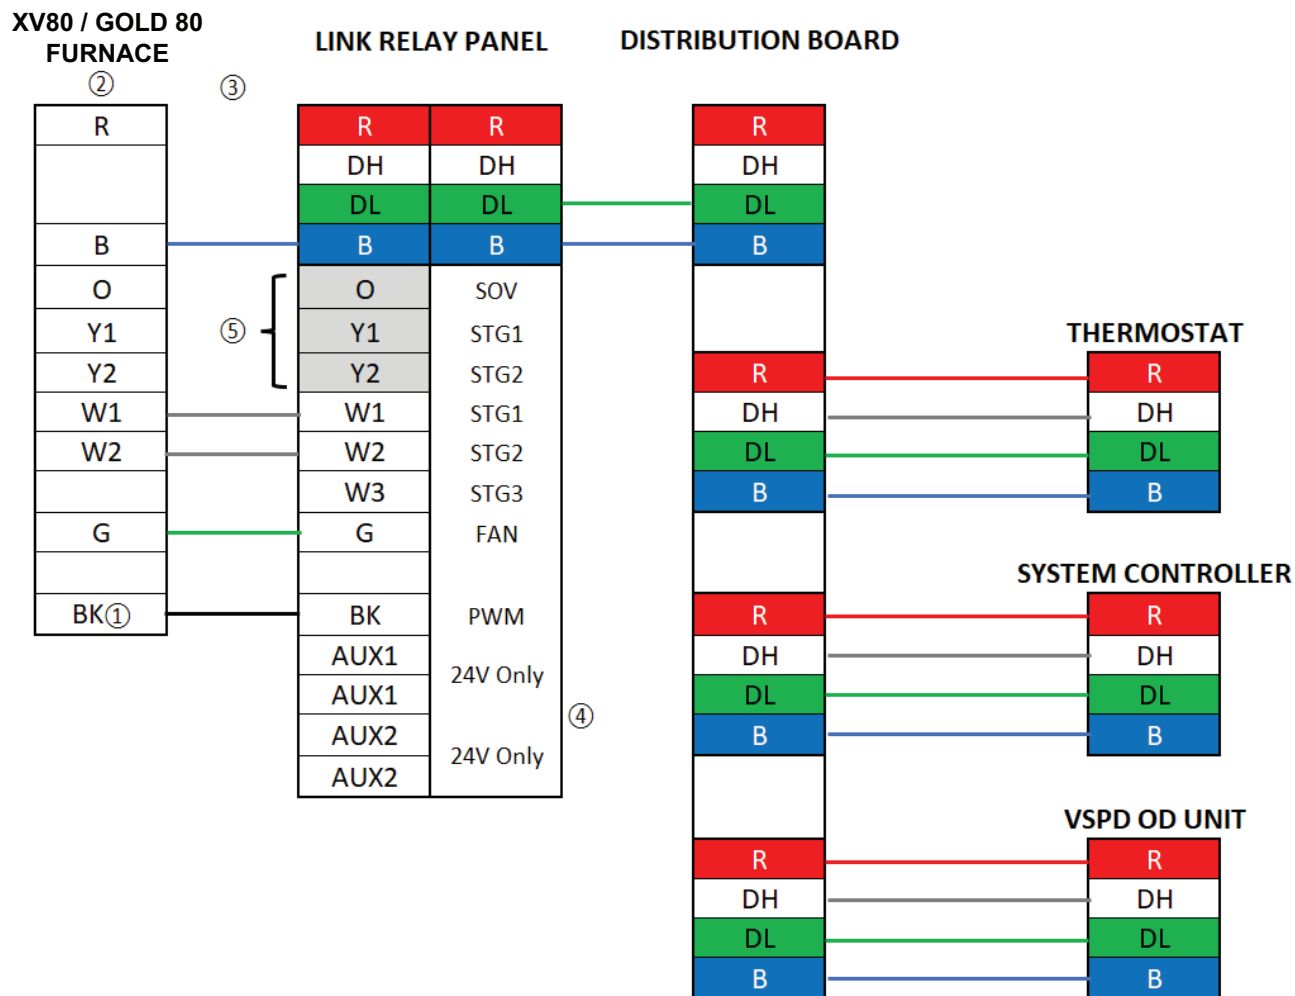 XV80 / GOLD 80
FURNACE
②
③
LINK RELAY PANEL
DISTRIBUTION BOARD
R
B
O
Y1
Y2
W1
W2
G
BK①
⑤
R R
DH DH
DL DL
B B
O SOV
Y1 STG1
Y2 STG2
W1 STG1
W2 STG2
W3 STG3
G FAN
BK PWM
AUX1
24V Only
AUX1
AUX2
24V Only
AUX2
④
R
DH
DL
B
R
DH
DL
B
R
DH
DL
B
R
DH
DL
B
THERMOSTAT
R
DH
DL
B
SYSTEM CONTROLLER
R
DH
DL
B
VSPD OD UNIT
R
DH
DL
B